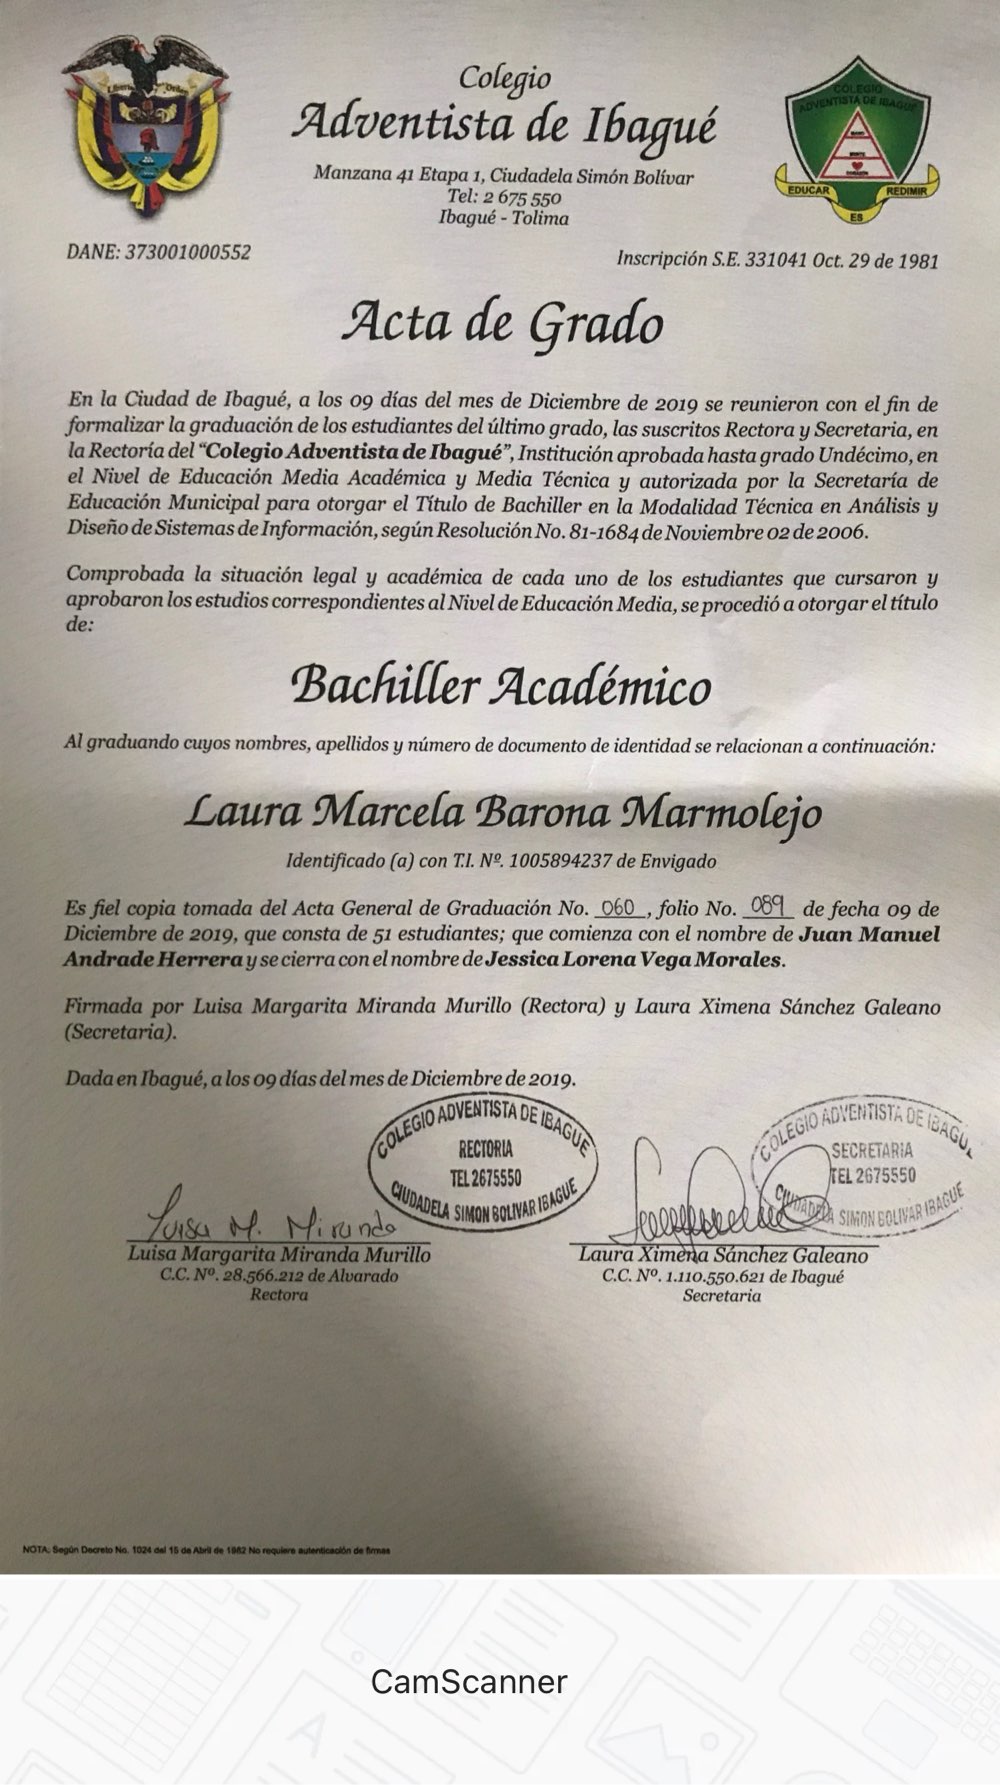 Libertad y Orden
Colegio
Adventista de Ibagué
Manzana 41 Etapa 1, Ciudadela Simón Bolívar
Tel: 2 675 550
Ibagué - Tolima
COLEGIO
ADVENTISTA DE IBAGUÉ
MANO
MENTE
CORAZON
EDUCAR
ES
REDIMIR
DANE: 373001000552
Inscripción S.E. 331041 Oct. 29 de 1981
Acta de Grado
En la Ciudad de Ibagué, a los 09 días del mes de Diciembre de 2019 se reunieron con el fin de
formalizar la graduación de los estudiantes del último grado, las suscritos Rectora y Secretaria, en
la Rectoría del “Colegio Adventista de Ibagué”, Institución aprobada hasta grado Undécimo, en
el Nivel de Educación Media Académica y Media Técnica y autorizada por la Secretaría de
Educación Municipal para otorgar el Título de Bachiller en la Modalidad Técnica en Análisis y
Diseño de Sistemas de Información, según Resolución No. 81-1684 de Noviembre 02 de 2006.
Comprobada la situación legal y académica de cada uno de los estudiantes que cursaron y
aprobaron los estudios correspondientes al Nivel de Educación Media, se procedió a otorgar el título
de:
Bachiller Académico
Al graduando cuyos nombres, apellidos y número de documento de identidad se relacionan a continuación:
Laura Marcela Barona Marmolejo
Identificado (a) con T.I. Nº. 1005894237 de Envigado
Es fiel copia tomada del Acta General de Graduación No. 060, folio No. 089 de fecha 09 de
Diciembre de 2019, que consta de 51 estudiantes; que comienza con el nombre de Juan Manuel
Andrade Herrera y se cierra con el nombre de Jessica Lorena Vega Morales.
Firmada por Luisa Margarita Miranda Murillo (Rectora) y Laura Ximena Sánchez Galeano
(Secretaria).
Dada en Ibagué, a los 09 días del mes de Diciembre de 2019.
COLEGIO ADVENTISTA DE IBAGUE
RECTORIA
TEL 2675550
CIUDADELA SIMON BOLIVAR IBAGUE
COLEGIO ADVENTISTA DE IBAGUE
SECRETARIA
TEL 2675550
CIUDADELA SIMON BOLIVAR IBAGUE
Luisa M. Miranda
Luisa Margarita Miranda Murillo
C.C. Nº. 28.566.212 de Alvarado
Rectora
Laura Ximena Sánchez Galeano
C.C. Nº. 1.110.550.621 de Ibagué
Secretaria
NOTA: Según Decreto No. 1024 del 15 de Abril de 1982 No requiere autenticación de firmas
CamScanner